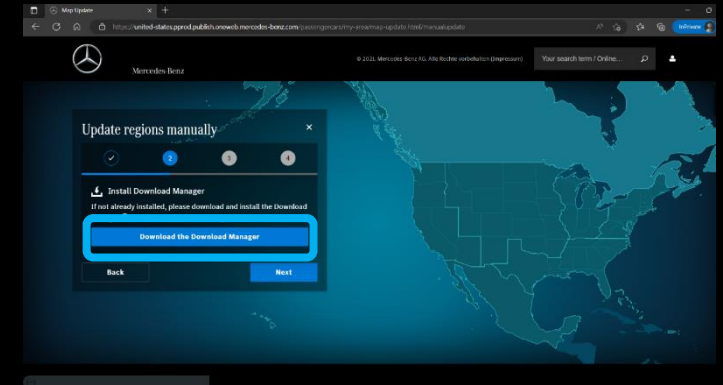 Map Update
https://united-states.pprod.publish.oneweb.mercedes-benz.com/passengercars/my-area/map-update.html/manualupdate
InPrivate
Mercedes-Benz
© 2021. Mercedes-Benz AG. Alle Rechte vorbehalten (Impressum)
Your search term / Online...
Update regions manually
2
3
4
Install Download Manager
If not already installed, please download and install the Download
Download the Download Manager
Back
Next